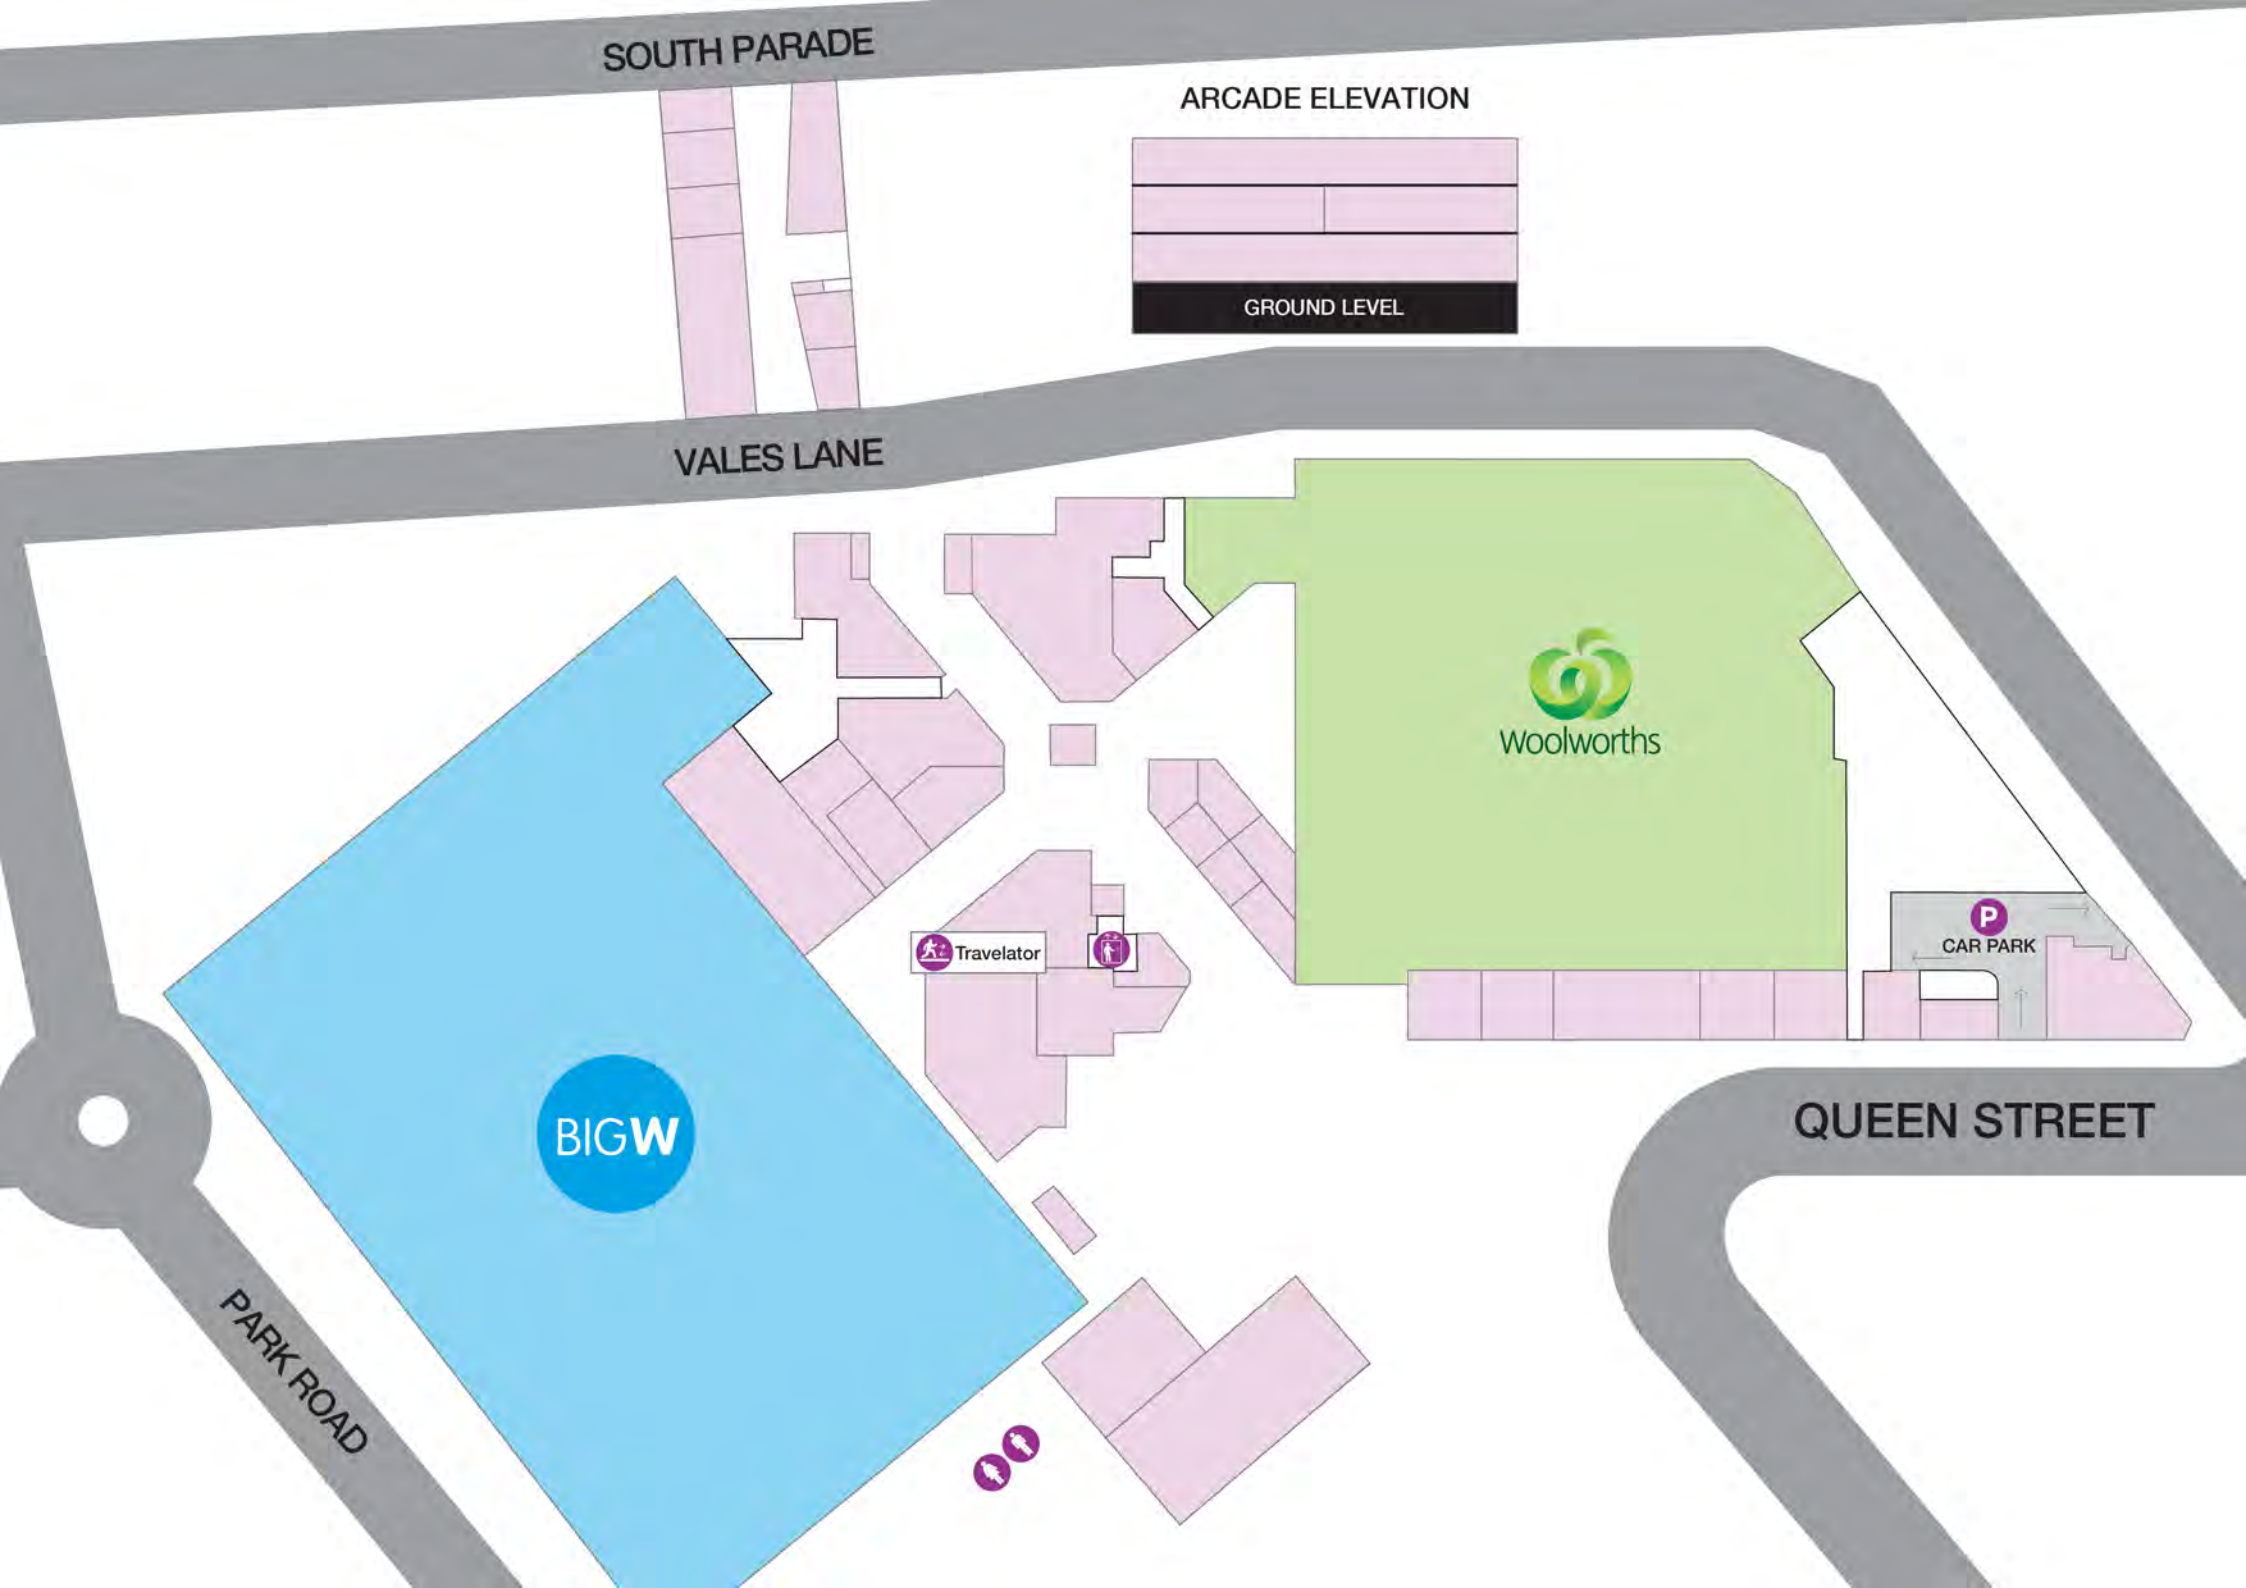 SOUTH PARADE
ARCADE ELEVATION
GROUND LEVEL
VALES LANE
Woolworths
P
CAR PARK
Travelator
BIGW
QUEEN STREET
PARK ROAD